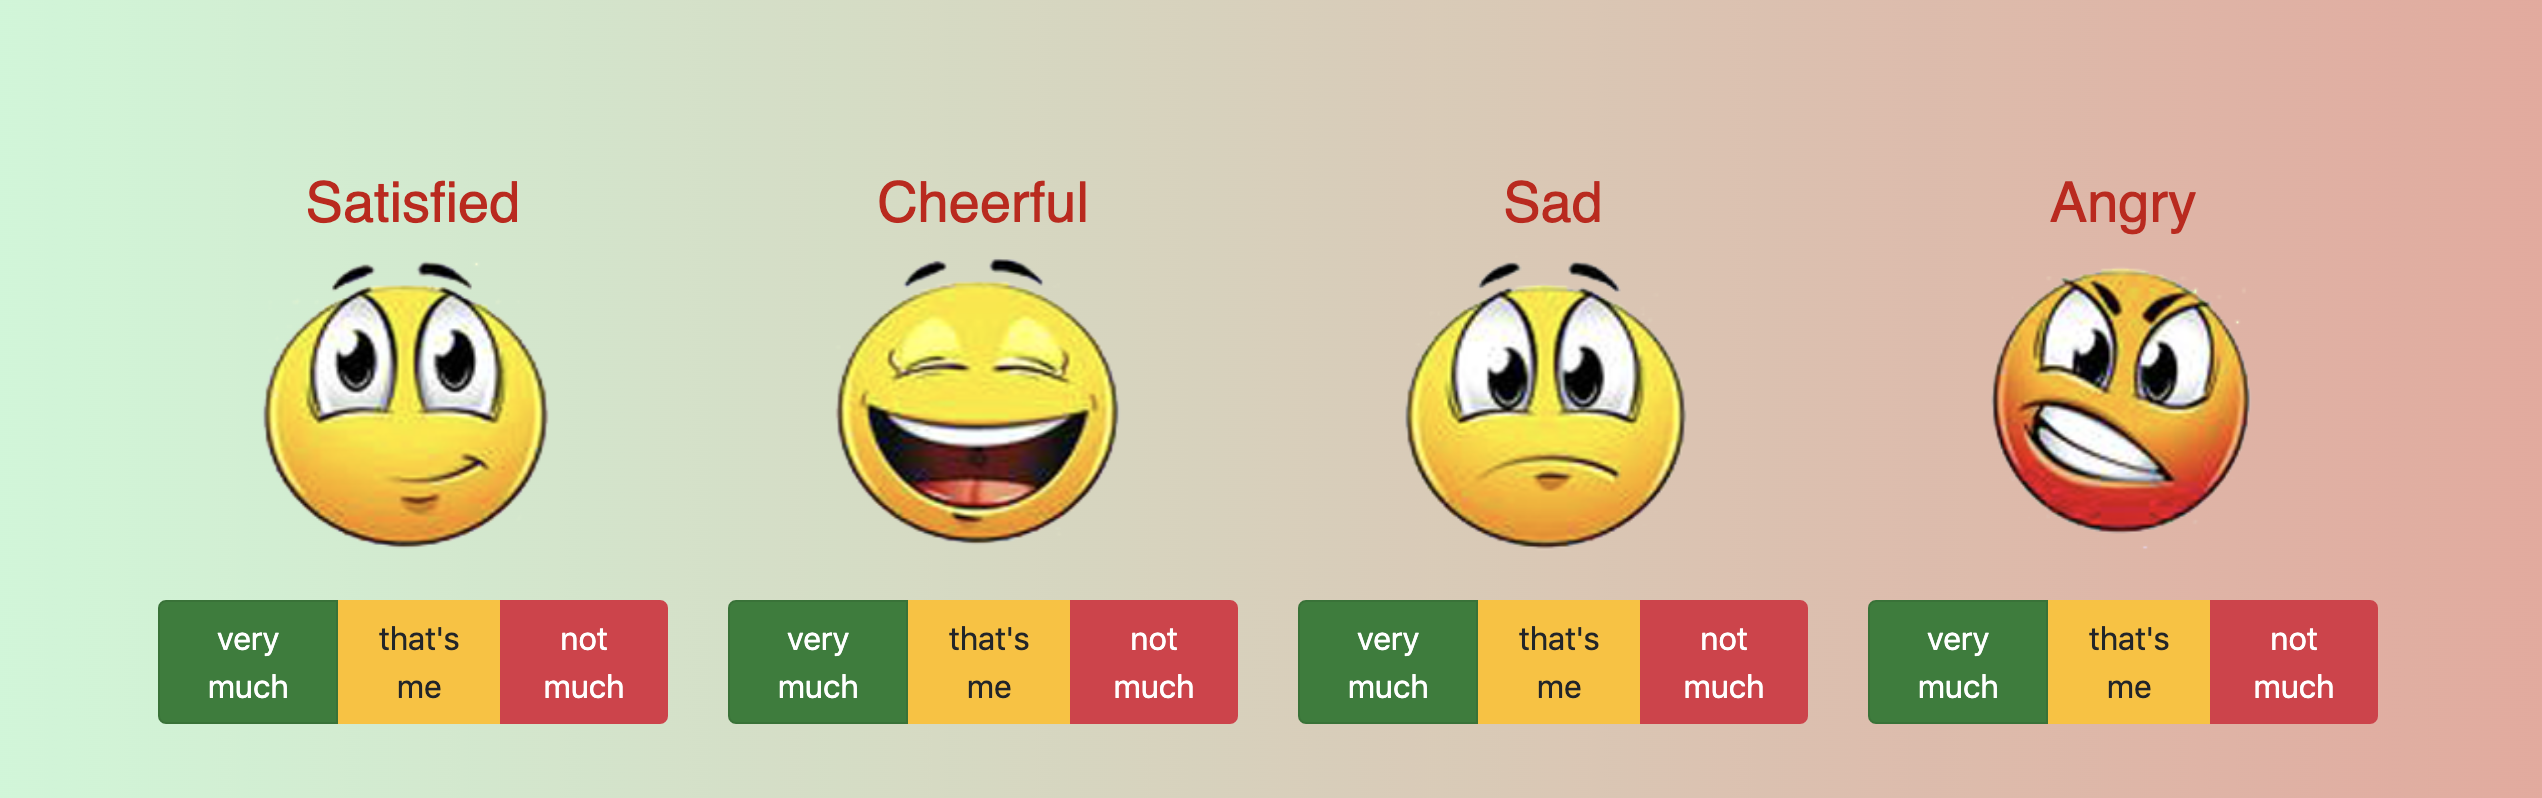 Satisfied
Cheerful
Sad
Angry
very
much
that's
me
not
much
very
much
that's
me
not
much
very
much
that's
me
not
much
very
much
that's
me
not
much